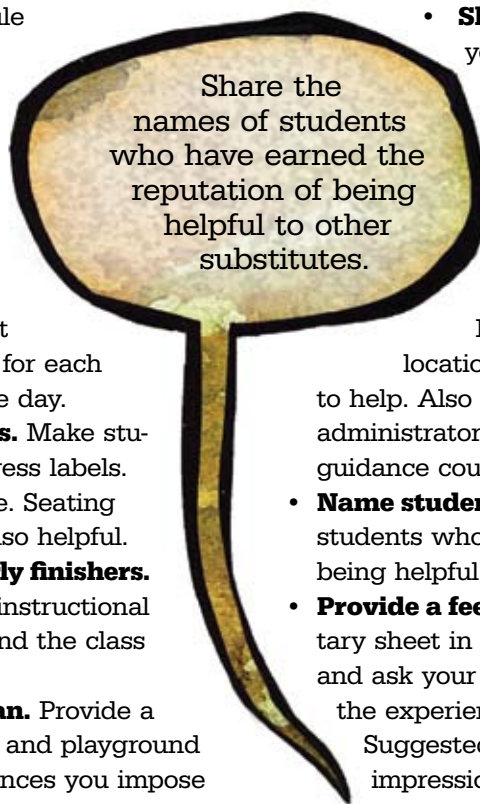 ule
t
for each
e day.
s. Make stu-
ress labels.
e. Seating
so helpful.
ly finishers.
instructional
nd the class
an. Provide a
and playground
nces you impose
Share the
names of students
who have earned the
reputation of being
helpful to other
substitutes.
• Sh
yo
locatio
to help. Also
administrator
guidance cou
• Name studen
students who
being helpful
• Provide a fee
tary sheet in
and ask your
the experien
Suggested
impressio